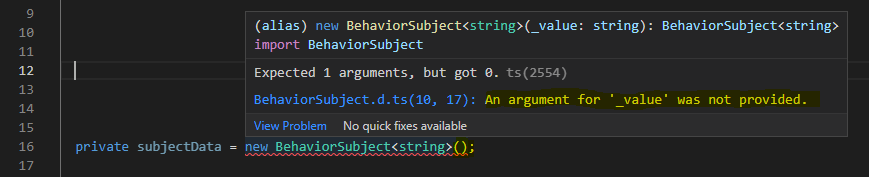 9
10
(alias) new BehaviorSubject<string>(_value: string): BehaviorSubject<string>
11
import BehaviorSubject
12
Expected 1 arguments, but got 0. ts(2554)
13
BehaviorSubject.d.ts(10, 17): An argument for '_value' was not provided.
14
15
View Problem No quick fixes available
16 private subjectData = new BehaviorSubject<string>();
17